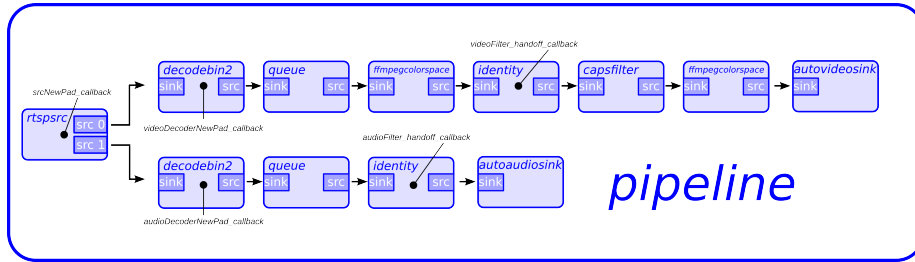 videoFilter_handoff_callback
decodebin2
queue
ffmpegcolorspace
identity
capsfilter
ffmpegcolorspace
autovideosink
sink src
sink src
sink src
sink src
sink src
sink src
sink
srcNewPad_callback
rtspsrc
src 0
src 1
videoDecoderNewPad_callback
audioFilter_handoff_callback
decodebin2
queue
identity
autoaudiosink
sink src
sink src
sink src
sink
audioDecoderNewPad_callback
pipeline